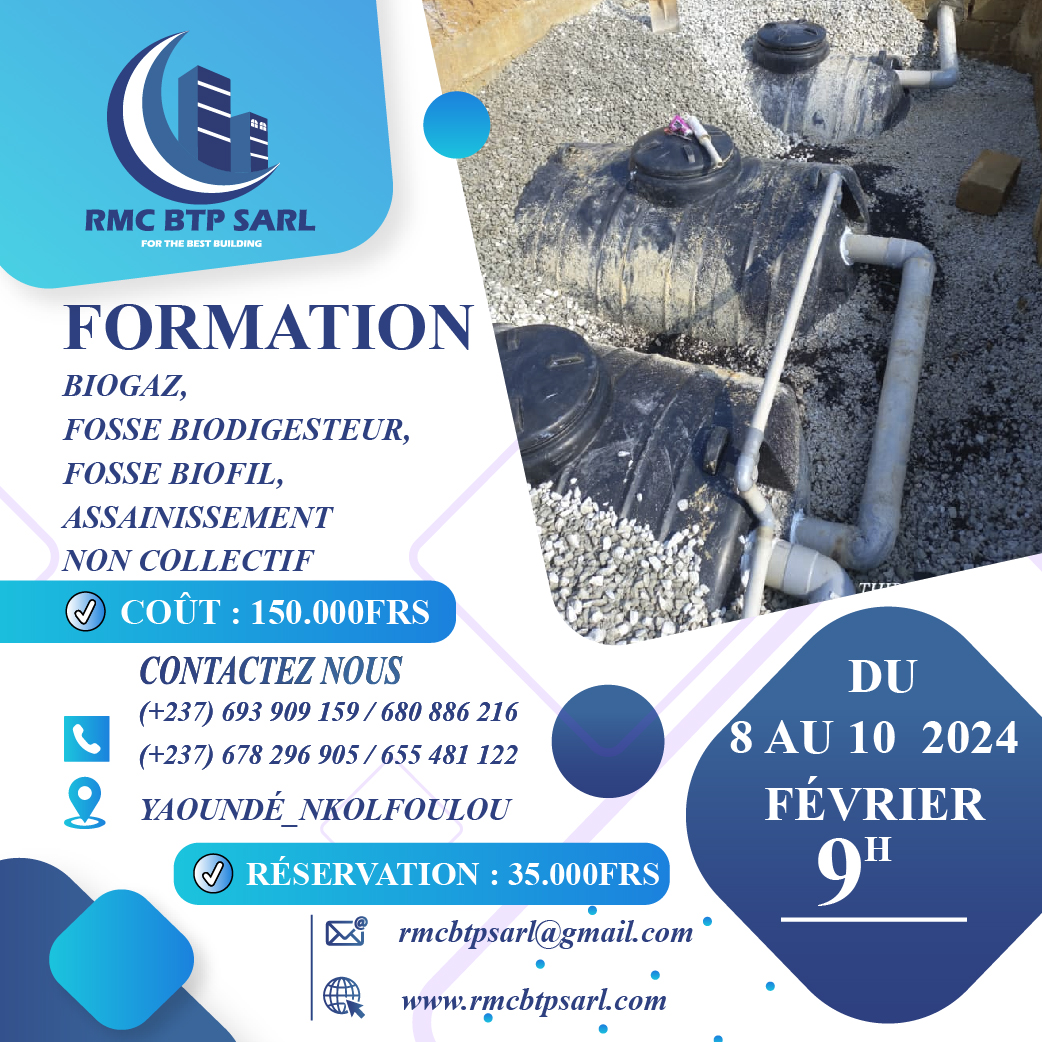 RMC BTP SARL
FOR THE BEST BUILDING
FORMATION
BIOGAZ,
FOSSE BIODIGESTEUR,
FOSSE BIOFIL,
ASSAINISSEMENT
NON COLLECTIF
COÛT : 150.000FRS
CONTACTEZ NOUS
(+237) 693 909 159 / 680 886 216
(+237) 678 296 905 / 655 481 122
YAOUNDÉ_NKOLFOULOU
RÉSERVATION : 35.000FRS
rmcbtpsarl@gmail.com
www.rmcbtpsarl.com
DU
8 AU 10 2024
FÉVRIER
9H